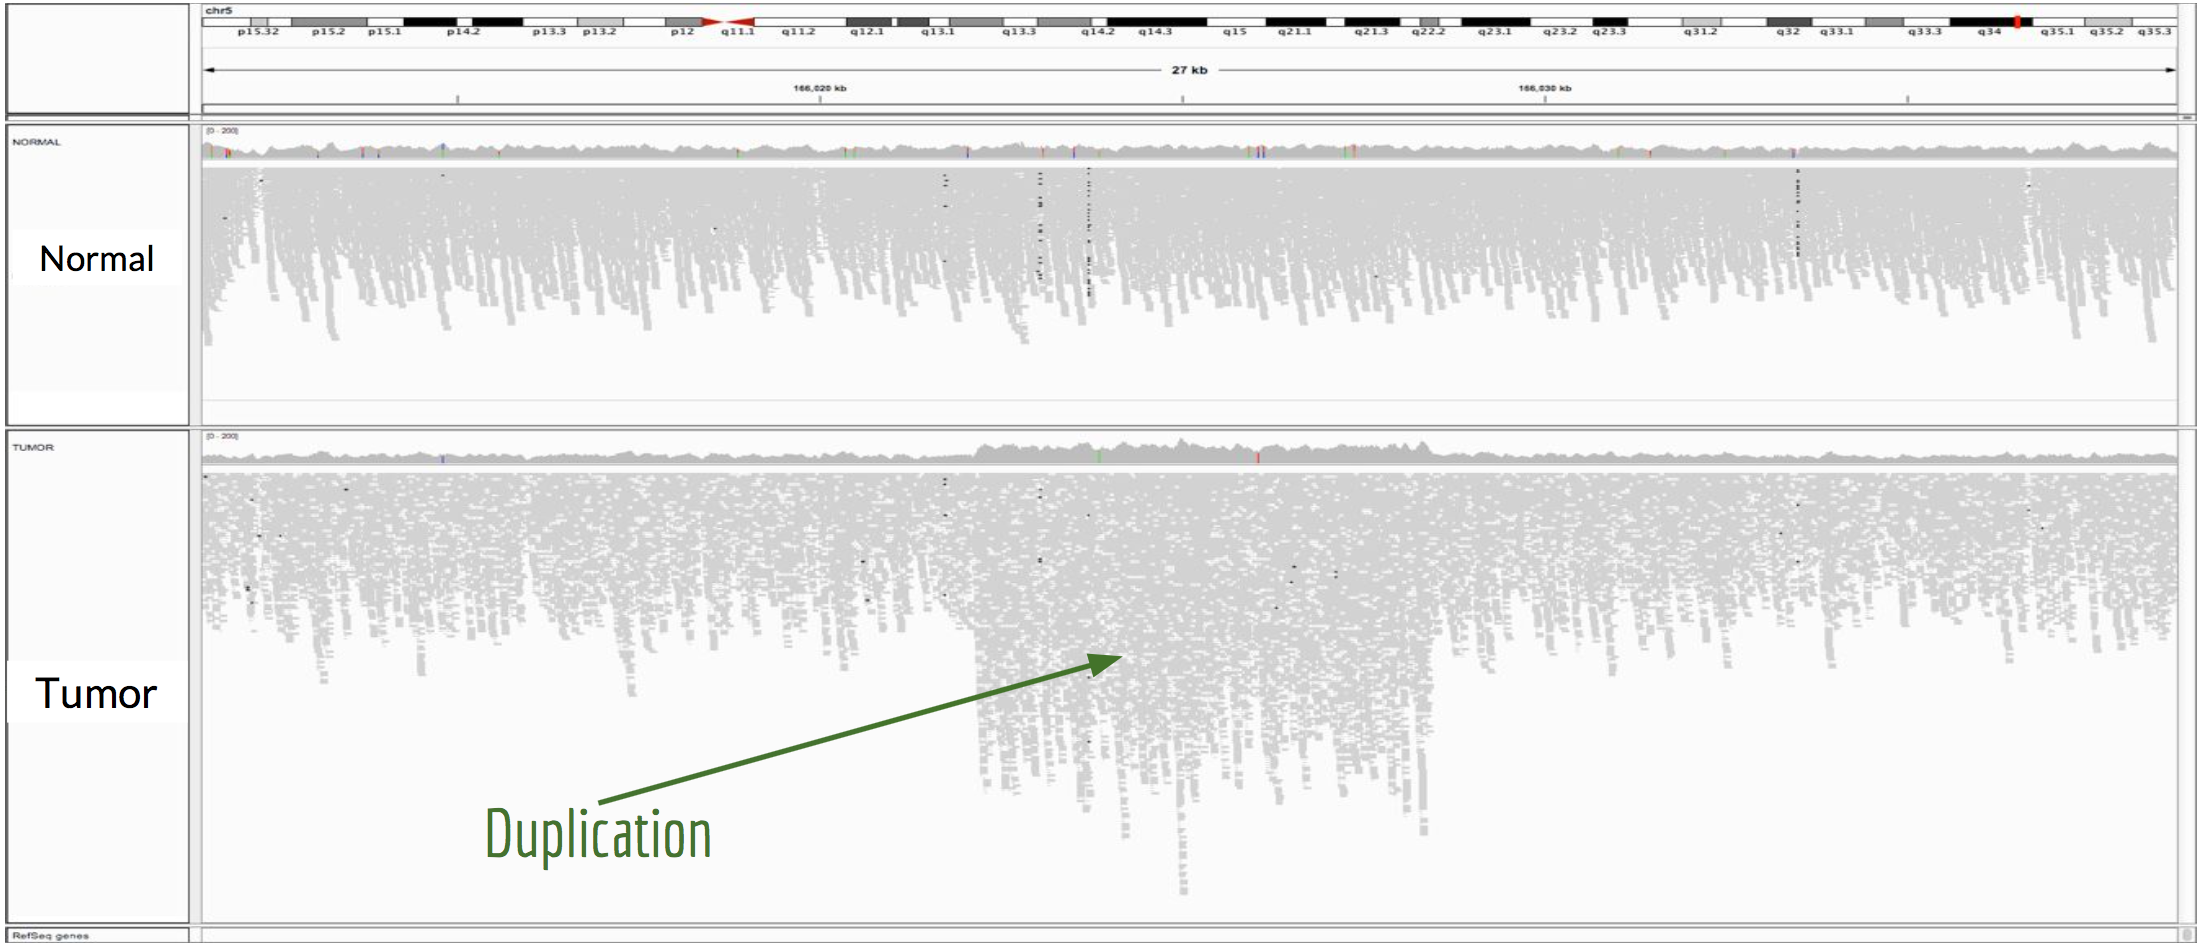 chr5
p15.32 p15.2 p15.1 p14.2 p13.3 p13.2 p12 q11.1 q11.2 q12.1 q13.1 q13.3 q14.2 q14.3 q15 q21.1 q21.3 q22.2 q23.1 q23.2 q23.3 q31.2 q32 q33.1 q33.3 q34 q35.1 q35.2 q35.3
27 kb
166,020 kb 166,030 kb
[0 - 200]
NORMAL
Normal
[0 - 200]
TUMOR
Tumor
Duplication
RefSeq genes